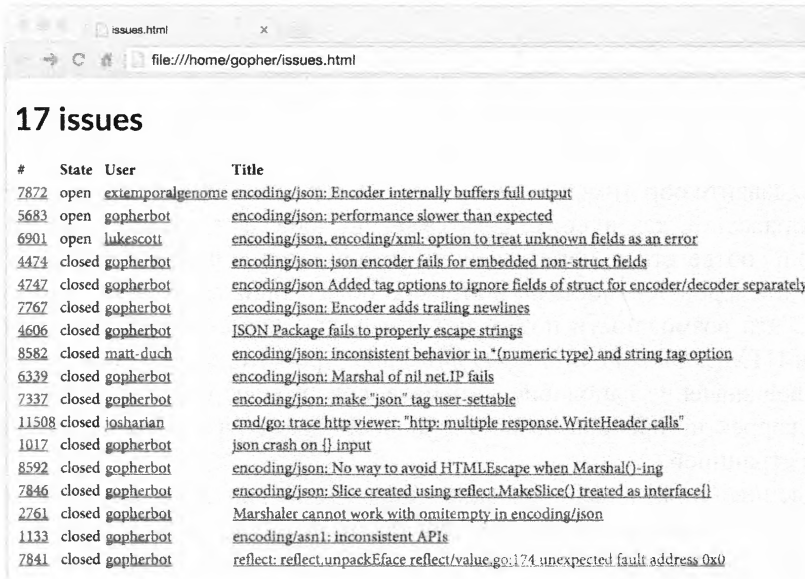 issues.html
file:///home/gopher/issues.html
17 issues
# State User Title
7872 open extemporalgenome encoding/json: Encoder internally buffers full output
5683 open gopherbot encoding/json: performance slower than expected
6901 open lukescott encoding/json, encoding/xml: option to treat unknown fields as an error
4474 closed gopherbot encoding/json: json encoder fails for embedded non-struct fields
4747 closed gopherbot encoding/json Added tag options to ignore fields of struct for encoder/decoder separately
7767 closed gopherbot encoding/json: Encoder adds trailing newlines
4606 closed gopherbot JSON Package fails to properly escape strings
8582 closed matt-duch encoding/json: inconsistent behavior in *(numeric type) and string tag option
6339 closed gopherbot encoding/json: Marshal of nil net.IP fails
7337 closed gopherbot encoding/json: make "json" tag user-settable
11508 closed josharian cmd/go: trace http viewer: "http: multiple response.WriteHeader calls"
1017 closed gopherbot json crash on {} input
8592 closed gopherbot encoding/json: No way to avoid HTMLEscape when Marshal()-ing
7846 closed gopherbot encoding/json: Slice created using reflect.MakeSlice() treated as interface{}
2761 closed gopherbot Marshaler cannot work with omitempty in encoding/json
1133 closed gopherbot encoding/asn1: inconsistent APIs
7841 closed gopherbot reflect: reflect.unpackEface reflect/value.go:174 unexpected fault address 0x0